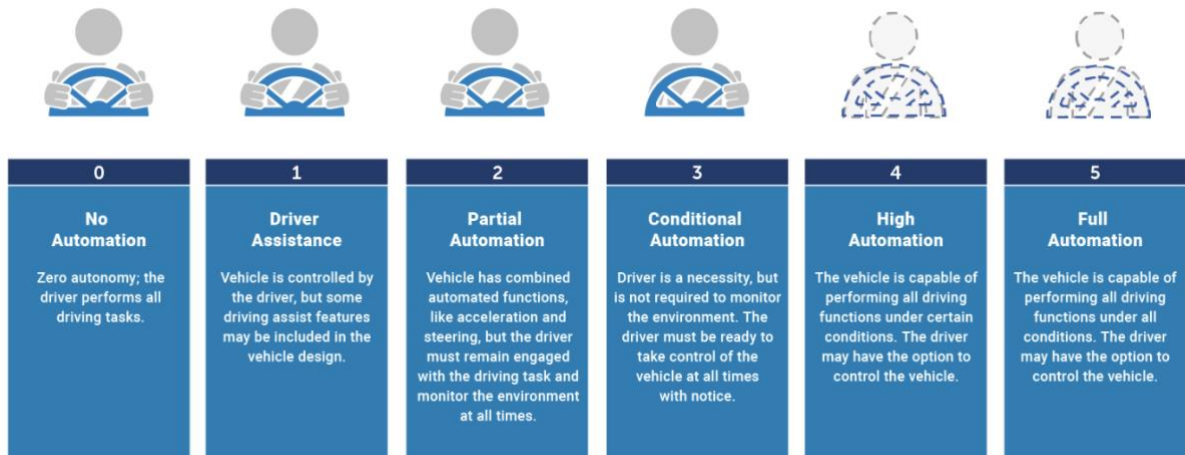 0
No
Automation
Zero autonomy; the
driver performs all
driving tasks.
1
Driver
Assistance
Vehicle is controlled by
the driver, but some
driving assist features
may be included in the
vehicle design.
2
Partial
Automation
Vehicle has combined
automated functions,
like acceleration and
steering, but the driver
must remain engaged
with the driving task and
monitor the environment
at all times.
3
Conditional
Automation
Driver is a necessity, but
is not required to monitor
the environment. The
driver must be ready to
take control of the
vehicle at all times
with notice.
4
High
Automation
The vehicle is capable of
performing all driving
functions under certain
conditions. The driver
may have the option to
control the vehicle.
5
Full
Automation
The vehicle is capable of
performing all driving
functions under all
conditions. The driver
may have the option to
control the vehicle.